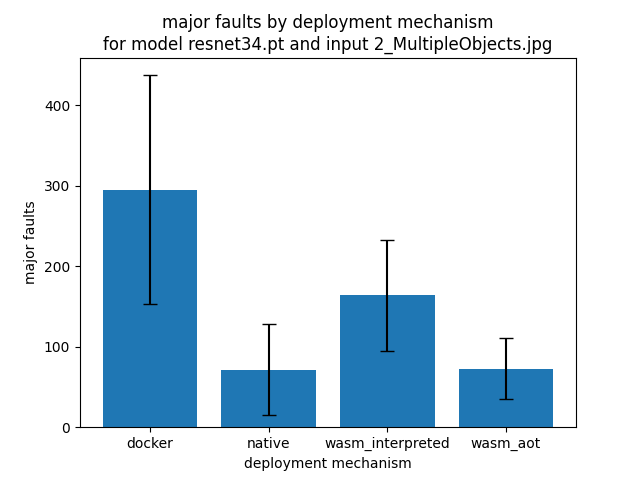 major faults by deployment mechanism
for model resnet34.pt and input 2_MultipleObjects.jpg
400
300
200
100
0
major faults
docker
native
wasm_interpreted
wasm_aot
deployment mechanism